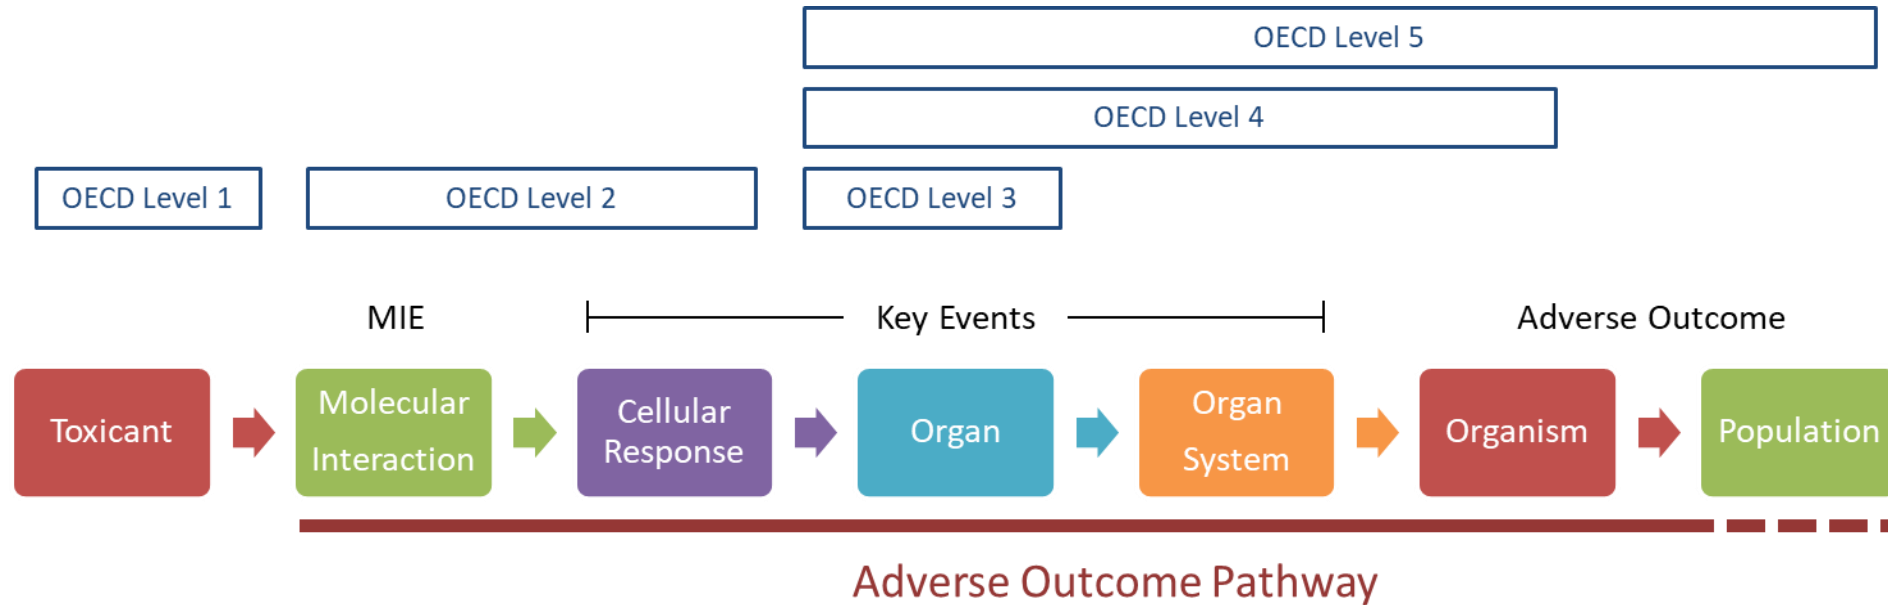 OECD Level 5
OECD Level 4
OECD Level 1
OECD Level 2
OECD Level 3
MIE
Key Events
Adverse Outcome
Toxicant
Molecular
Interaction
Cellular
Response
Organ
Organ
System
Organism
Population
Adverse Outcome Pathway